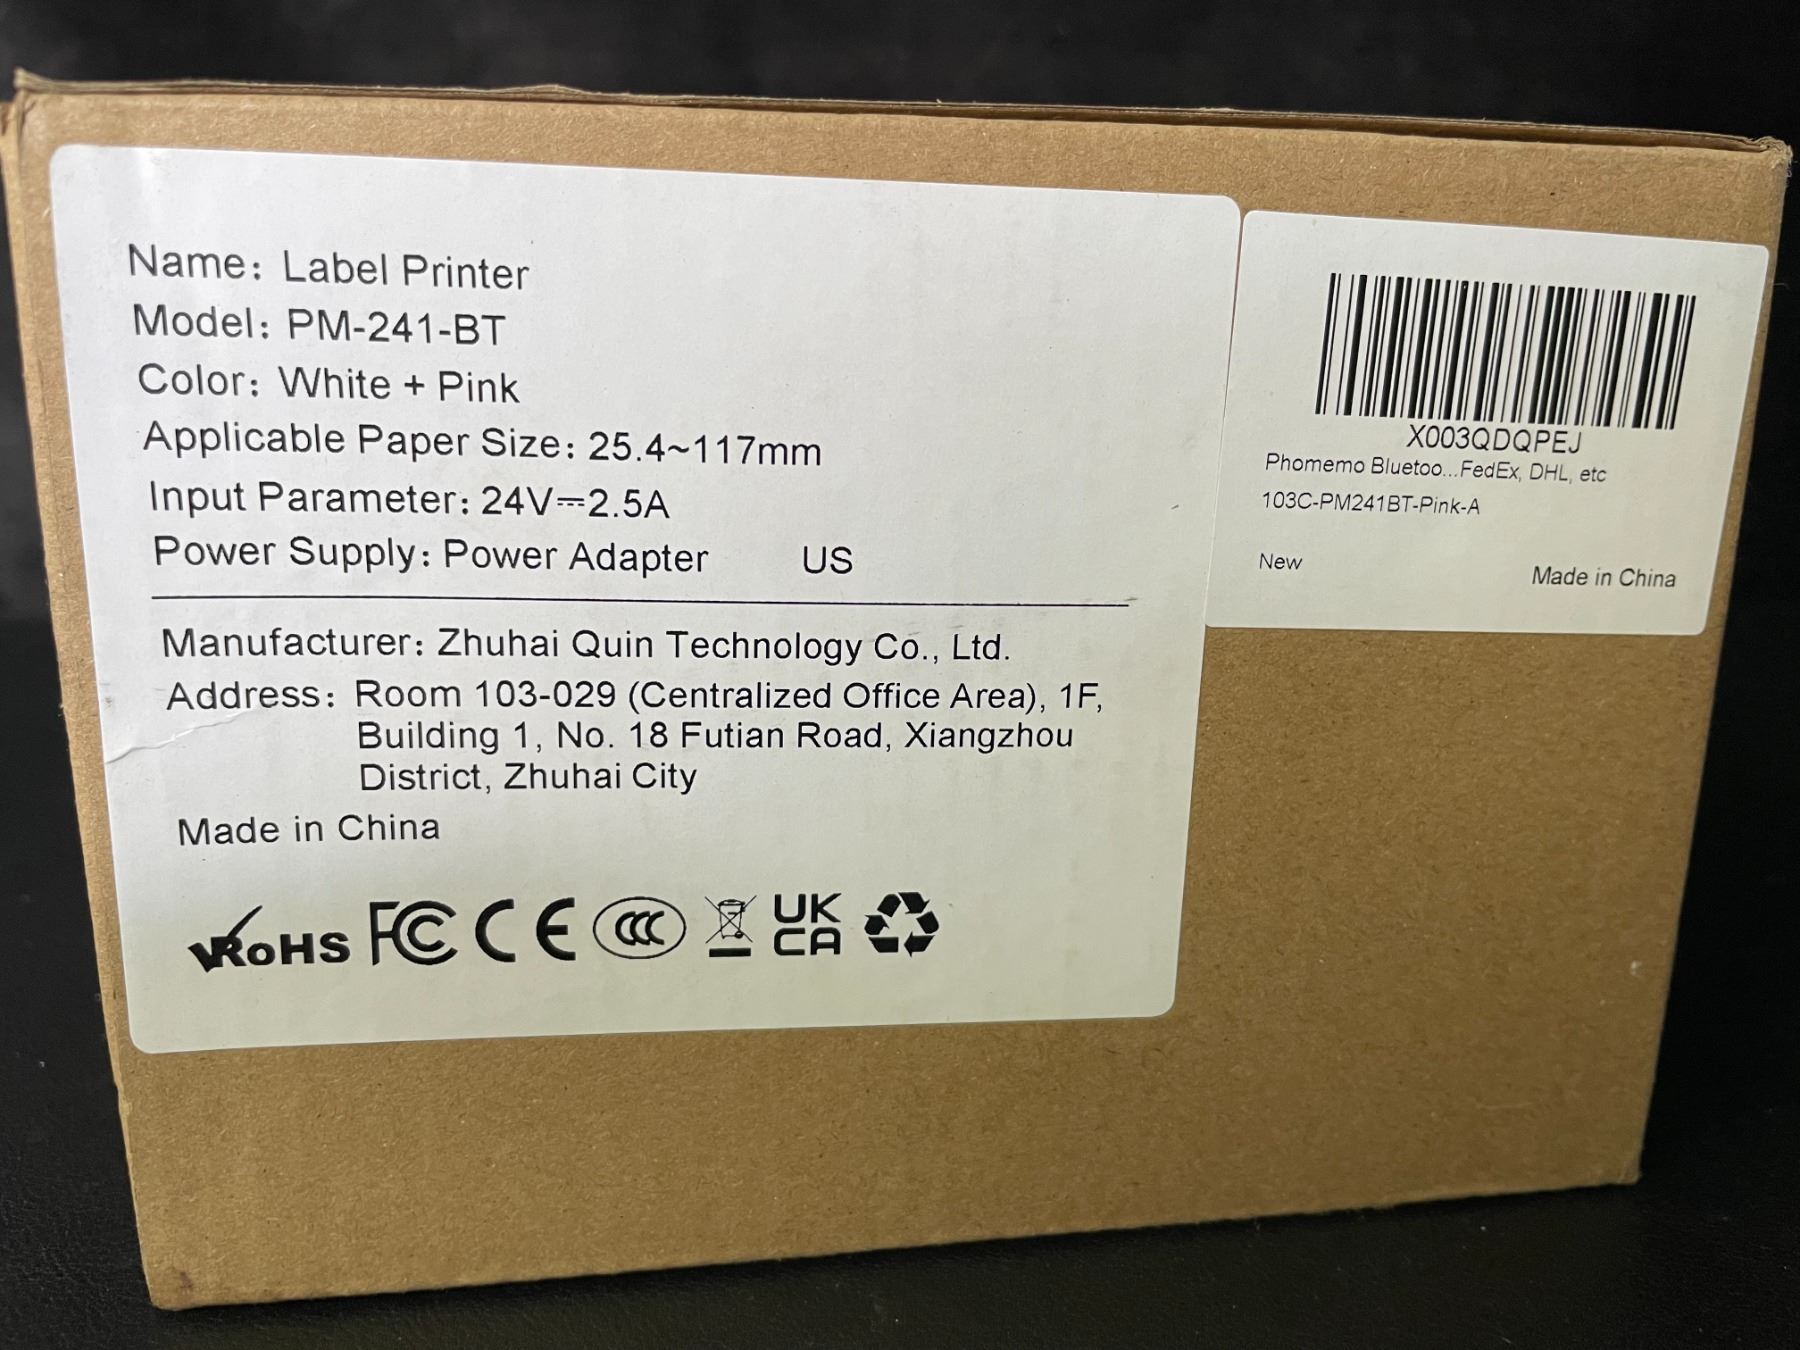 Name: Label Printer
Model: PM-241-BT
Color: White + Pink
Applicable Paper Size: 25.4~117mm
Input Parameter: 24V⎓2.5A
Power Supply: Power Adapter US
Manufacturer: Zhuhai Quin Technology Co., Ltd.
Address: Room 103-029 (Centralized Office Area), 1F,
Building 1, No. 18 Futian Road, Xiangzhou
District, Zhuhai City
Made in China
RoHS FC CE CCC UK
CA
X003QDQPEJ
Phomemo Bluetoo...FedEx, DHL, etc
103C-PM241BT-Pink-A
New
Made in China